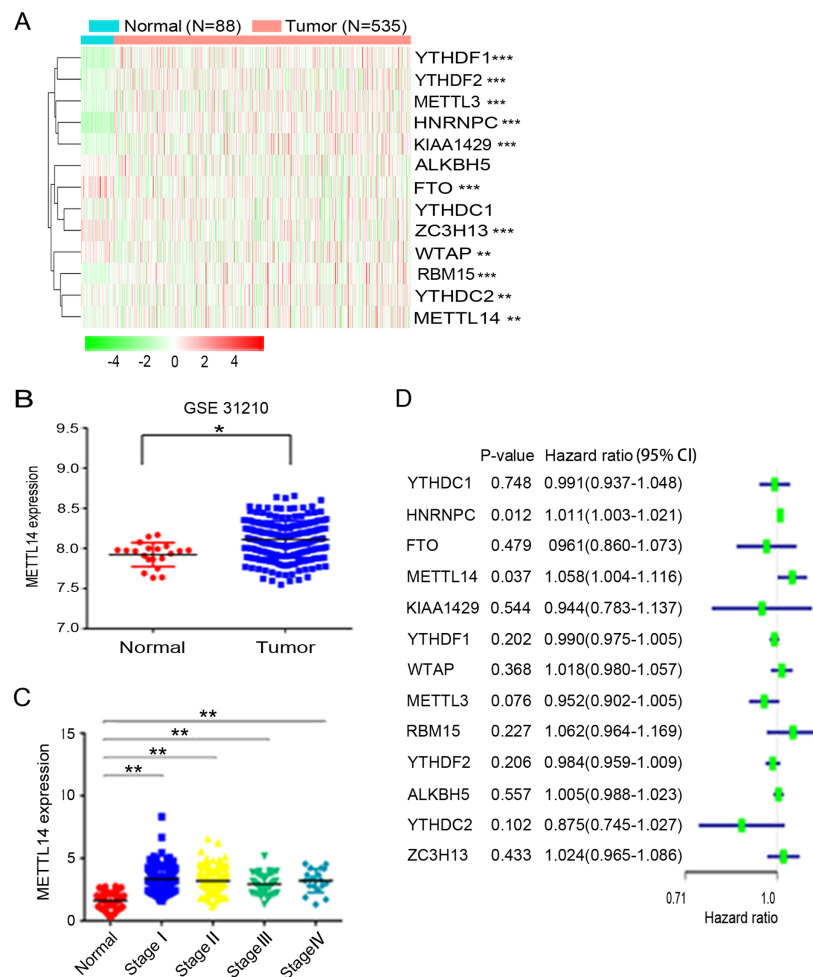 A
Normal (N=88) Tumor (N=535)
YTHDF1 ***
YTHDF2 ***
METTL3 ***
HNRNPC ***
KIAA1429 ***
ALKBH5
FTO ***
YTHDC1
ZC3H13 ***
WTAP **
RBM15 ***
YTHDC2 **
METTL14 **
-4 -2 0 2 4
B
GSE 31210
*
METTL14 expression
9.5
9.0
8.5
8.0
7.5
7.0
Normal Tumor
C
**
**
**
**
METTL14 expression
15
10
5
0
Normal Stage I Stage II Stage III Stage IV
D
P-value Hazard ratio (95% CI)
YTHDC1 0.748 0.991(0.937-1.048)
HNRNPC 0.012 1.011(1.003-1.021)
FTO 0.479 0961(0.860-1.073)
METTL14 0.037 1.058(1.004-1.116)
KIAA1429 0.544 0.944(0.783-1.137)
YTHDF1 0.202 0.990(0.975-1.005)
WTAP 0.368 1.018(0.980-1.057)
METTL3 0.076 0.952(0.902-1.005)
RBM15 0.227 1.062(0.964-1.169)
YTHDF2 0.206 0.984(0.959-1.009)
ALKBH5 0.557 1.005(0.988-1.023)
YTHDC2 0.102 0.875(0.745-1.027)
ZC3H13 0.433 1.024(0.965-1.086)
0.71 1.0
Hazard ratio